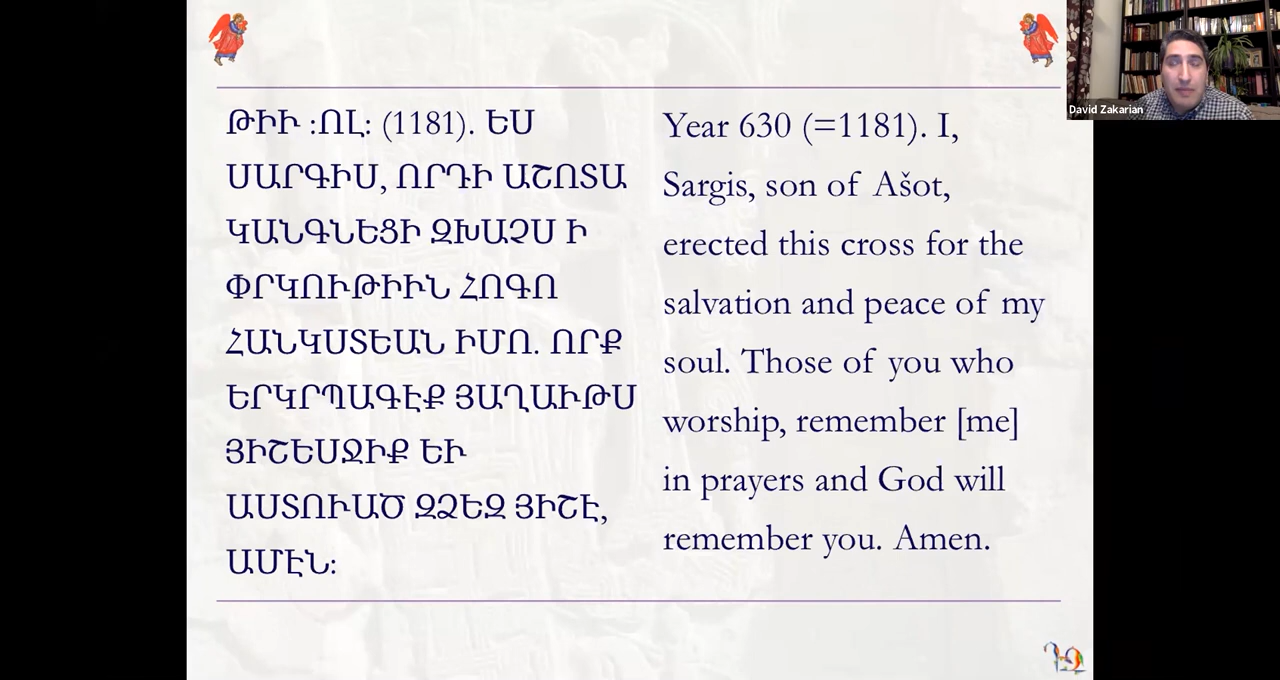 ԹԻՒ :ՈԼ: (1181). ԵՍ
ՍԱՐԳԻՍ, ՈՐԴԻ ԱՇՈՏԱ
ԿԱՆԳՆԵՑԻ ԶԽԱՉՍ Ի
ՓՐԿՈՒԹԻՒՆ ՀՈԳՈ
ՀԱՆԿՍՏԵԱՆ ԻՄՈ. ՈՐՔ
ԵՐԿՐՊԱԳԷՔ ՅԱՂԱՒԹՍ
ՅԻՇԵՍՋԻՔ ԵՒ
ԱՍՏՈՒԱԾ ԶՁԵԶ ՅԻՇԷ,
ԱՄԷՆ:
Year 630 (=1181). I,
Sargis, son of Ašot,
erected this cross for the
salvation and peace of my
soul. Those of you who
worship, remember [me]
in prayers and God will
remember you. Amen.
David Zakarian